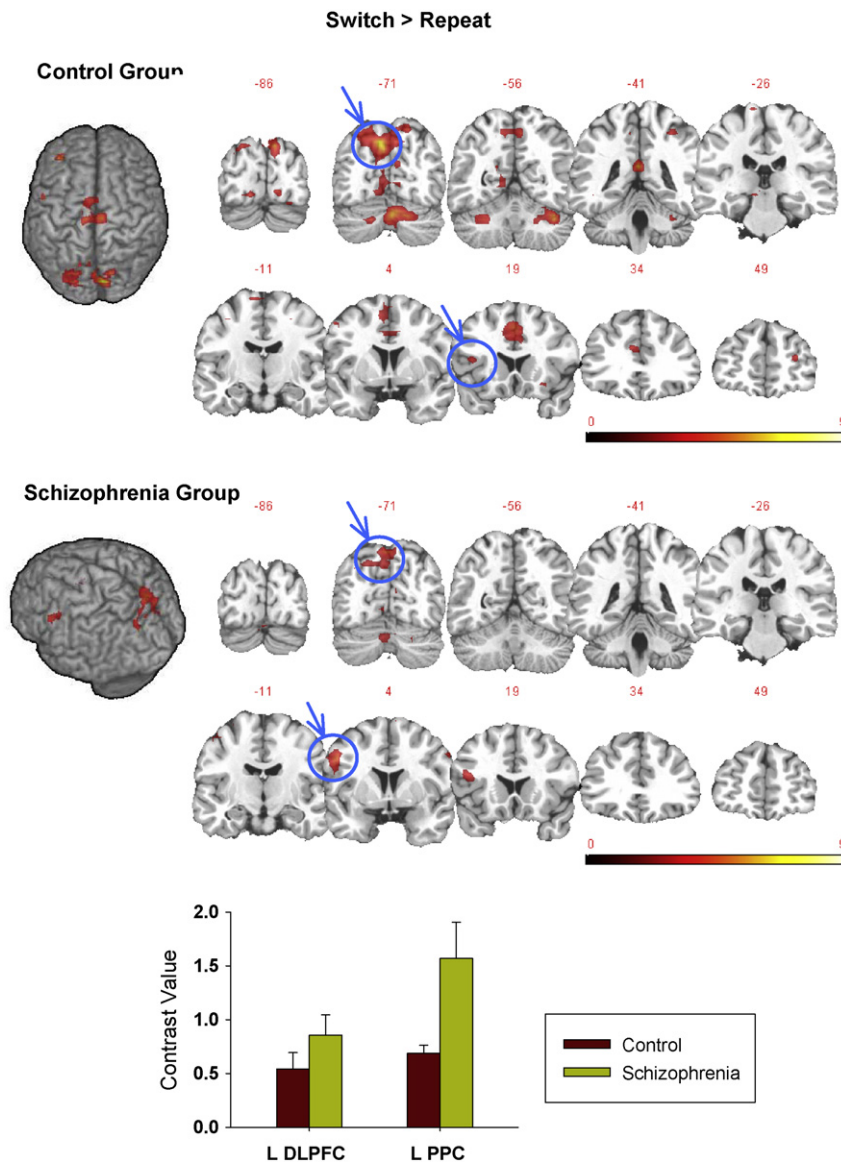 Switch > Repeat
Control Group
-86 -71 -56 -41 -26
-11 4 19 34 49
0 9
Schizophrenia Group
-86 -71 -56 -41 -26
-11 4 19 34 49
0 9
2.0
1.5
1.0
0.5
0.0
Contrast Value
L DLPFC L PPC
Control
Schizophrenia